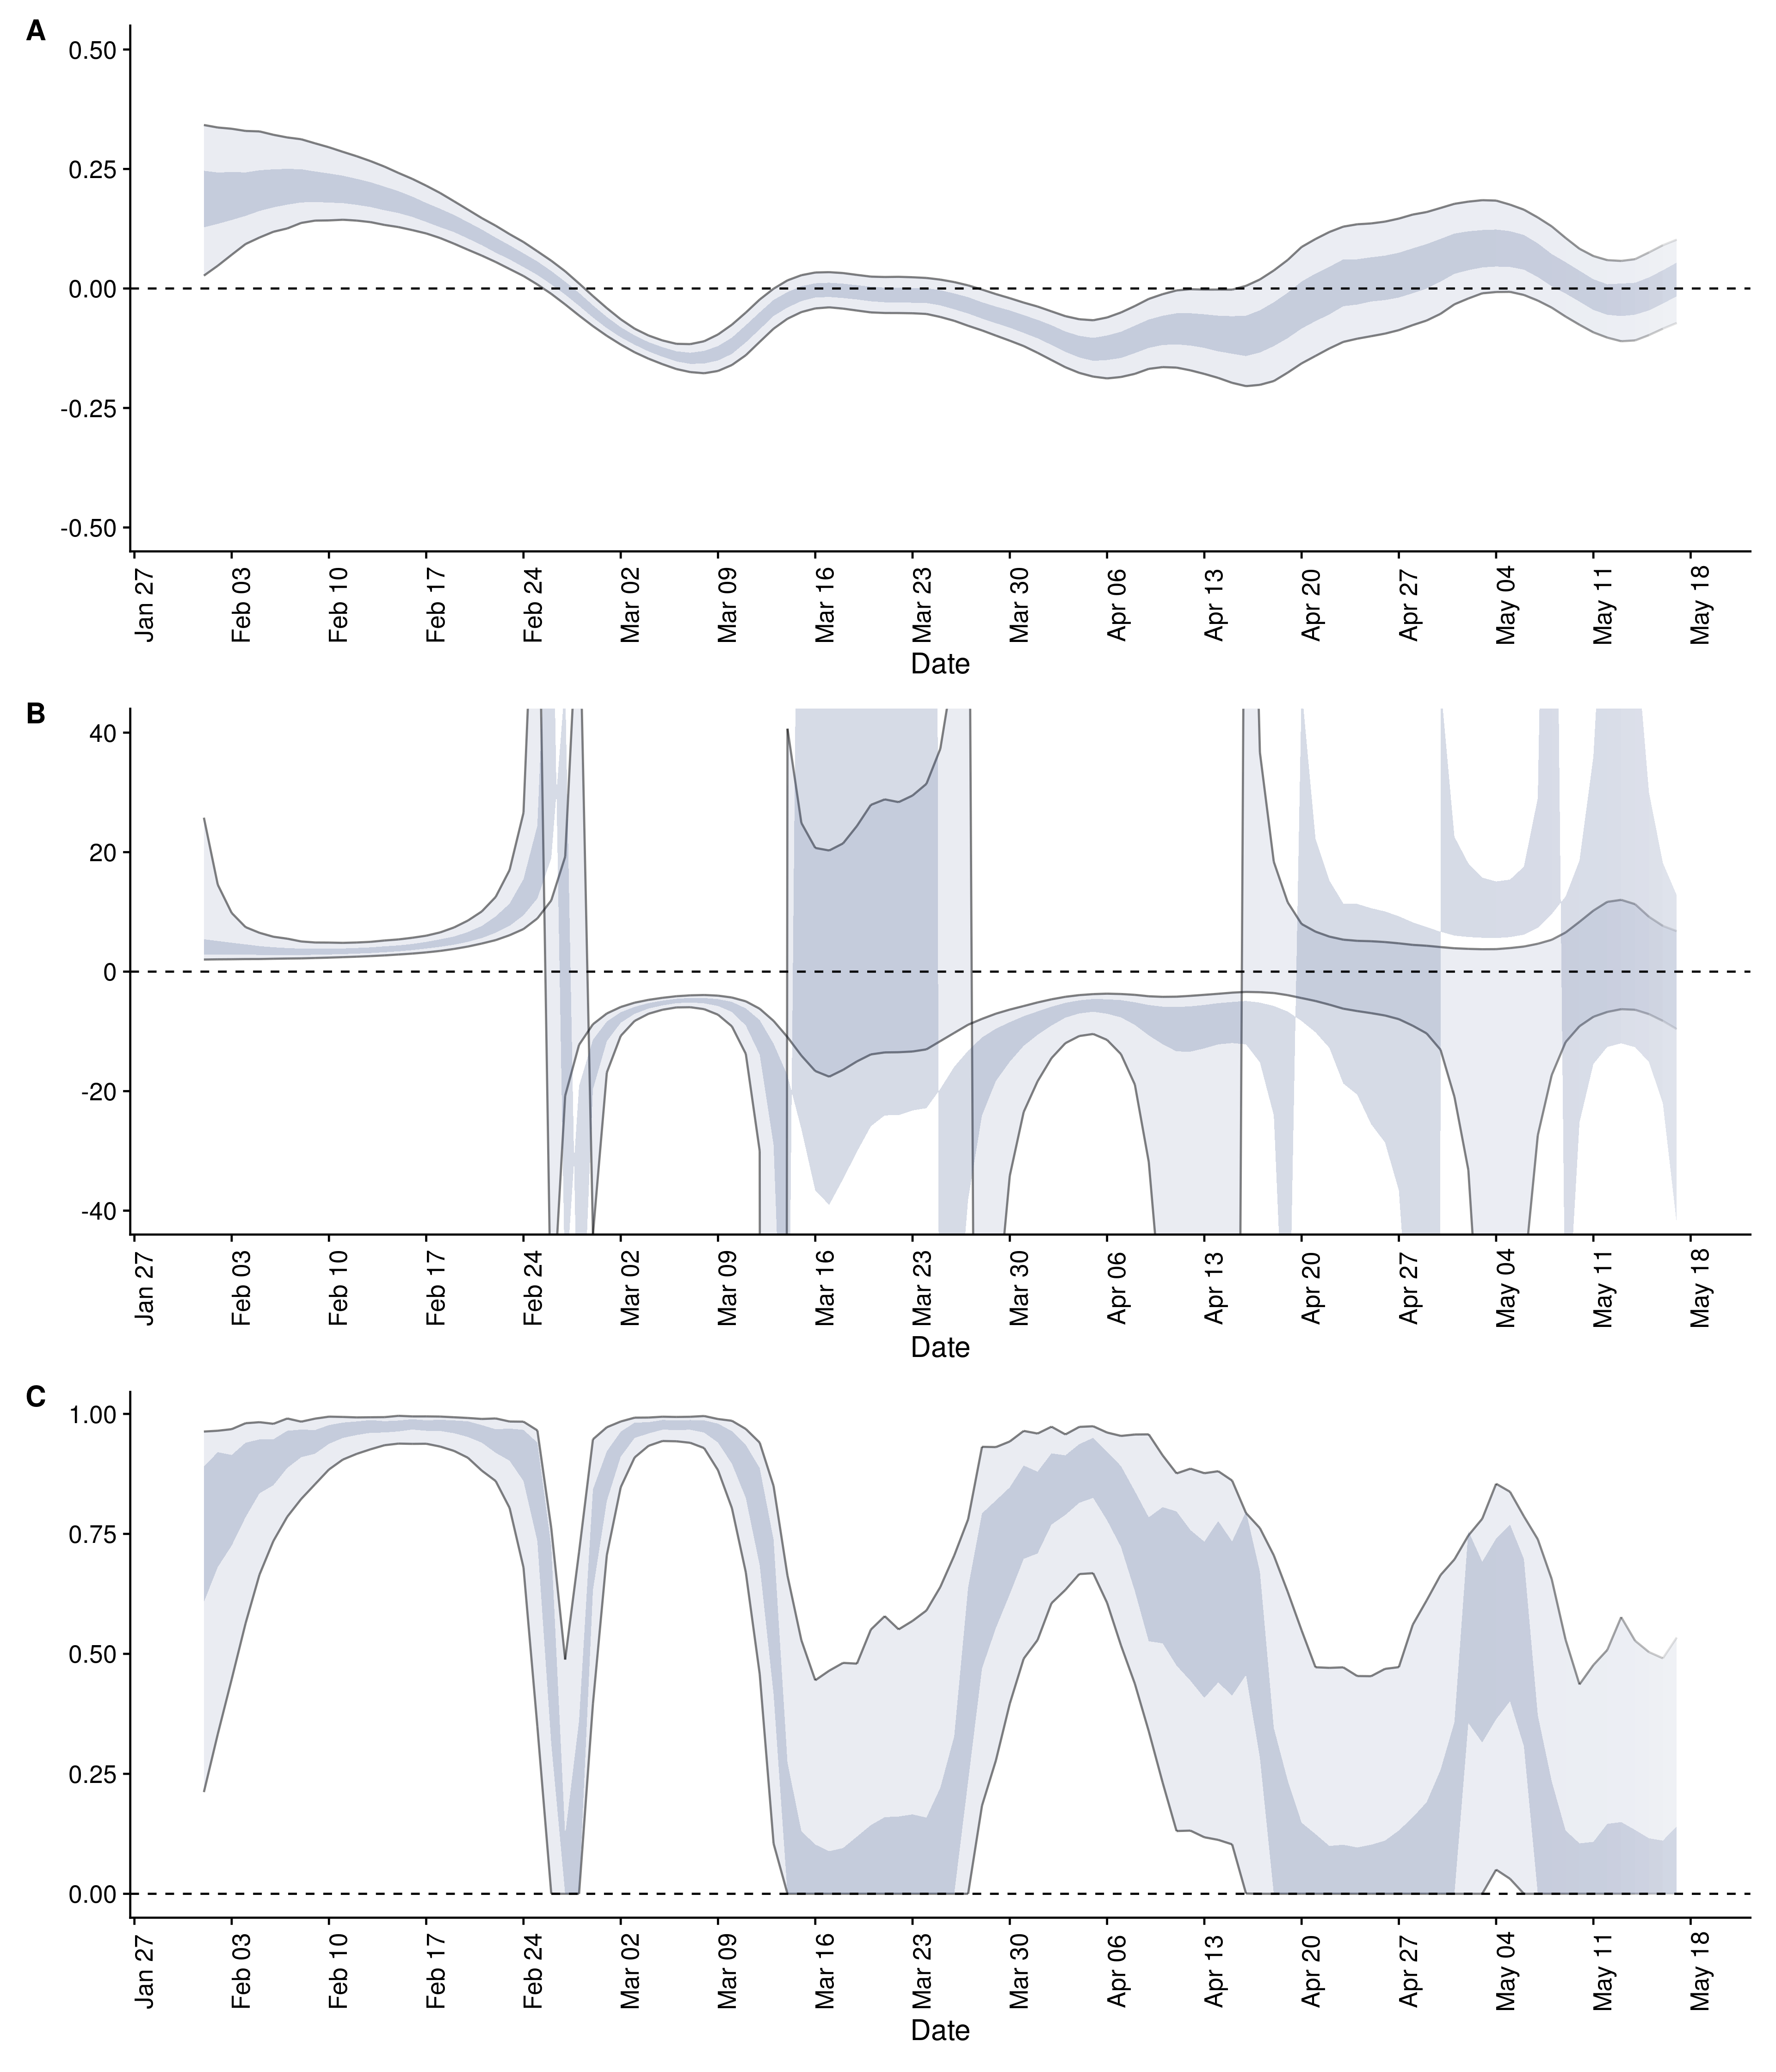 A
0.50
0.25
0.00
-0.25
-0.50
Jan 27
Feb 03
Feb 10
Feb 17
Feb 24
Mar 02
Mar 09
Mar 16
Mar 23
Mar 30
Apr 06
Apr 13
Apr 20
Apr 27
May 04
May 11
May 18
Date
B
40
20
0
-20
-40
Jan 27
Feb 03
Feb 10
Feb 17
Feb 24
Mar 02
Mar 09
Mar 16
Mar 23
Mar 30
Apr 06
Apr 13
Apr 20
Apr 27
May 04
May 11
May 18
Date
C
1.00
0.75
0.50
0.25
0.00
Jan 27
Feb 03
Feb 10
Feb 17
Feb 24
Mar 02
Mar 09
Mar 16
Mar 23
Mar 30
Apr 06
Apr 13
Apr 20
Apr 27
May 04
May 11
May 18
Date